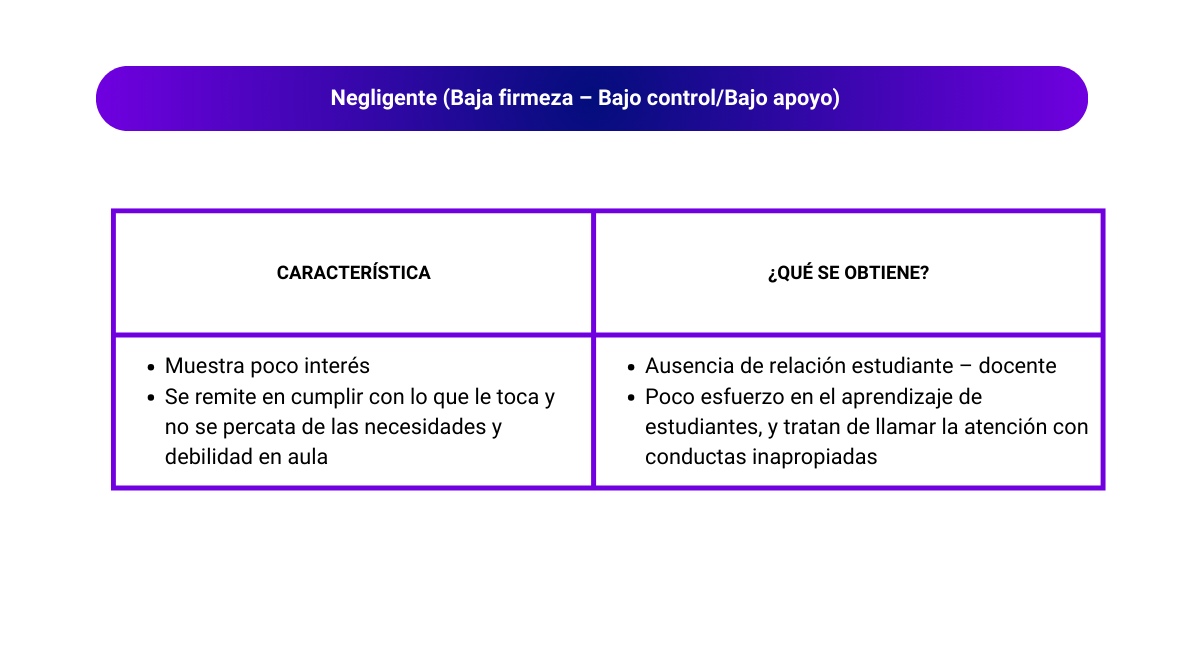 Negligente (Baja firmeza – Bajo control/Bajo apoyo)
CARACTERÍSTICA
¿QUÉ SE OBTIENE?
• Muestra poco interés
• Se remite en cumplir con lo que le toca y
no se percata de las necesidades y
debilidad en aula
• Ausencia de relación estudiante – docente
• Poco esfuerzo en el aprendizaje de
estudiantes, y tratan de llamar la atención con
conductas inapropiadas